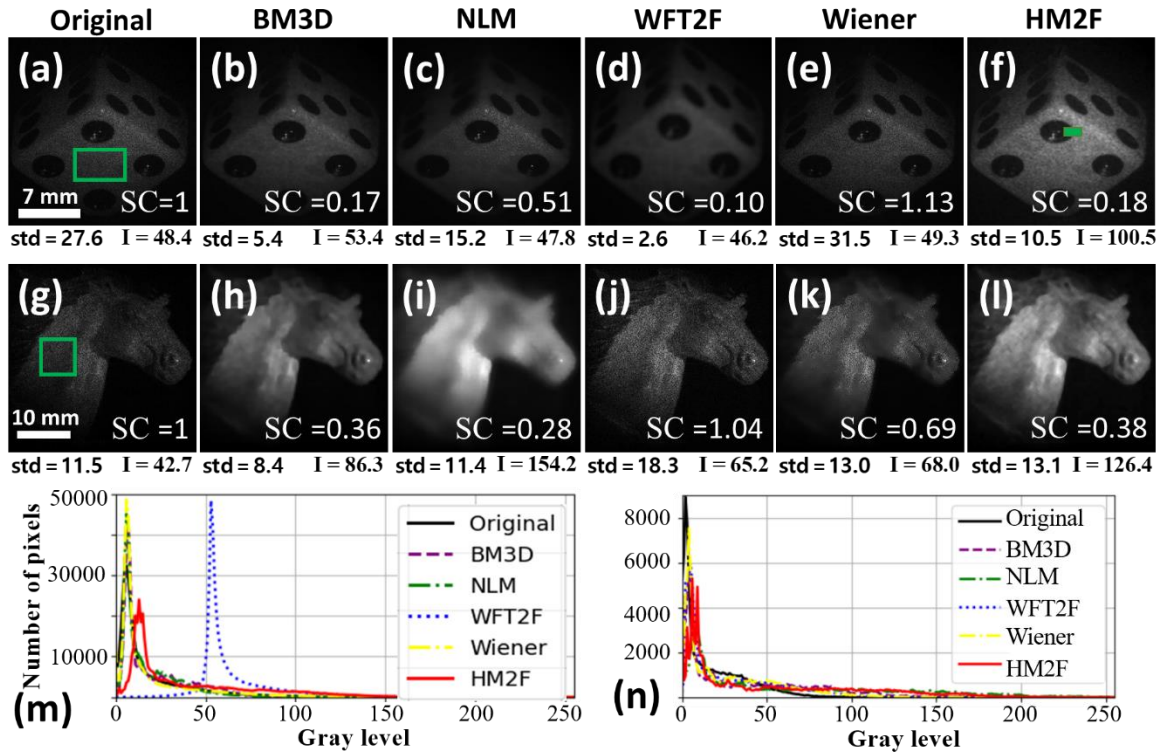 Original BM3D NLM WFT2F Wiener HM2F
(a) (b) (c) (d) (e) (f)
7 mm SC=1 SC =0.17 SC =0.51 SC =0.10 SC =1.13 SC =0.18
std = 27.6 I = 48.4 std = 5.4 I = 53.4 std = 15.2 I = 47.8 std = 2.6 I = 46.2 std = 31.5 I = 49.3 std = 10.5 I = 100.5
(g) (h) (i) (j) (k) (l)
10 mm SC =1 SC =0.36 SC =0.28 SC =1.04 SC =0.69 SC =0.38
std = 11.5 I = 42.7 std = 8.4 I = 86.3 std = 11.4 I = 154.2 std = 18.3 I = 65.2 std = 13.0 I = 68.0 std = 13.1 I = 126.4
Number of pixels
50000
30000
10000
0 50 100 150 200 250
Gray level
Original
BM3D
NLM
WFT2F
Wiener
HM2F
(m)
8000
6000
4000
2000
0
0 50 100 150 200 250
Gray level
Original
BM3D
NLM
WFT2F
Wiener
HM2F
(n)